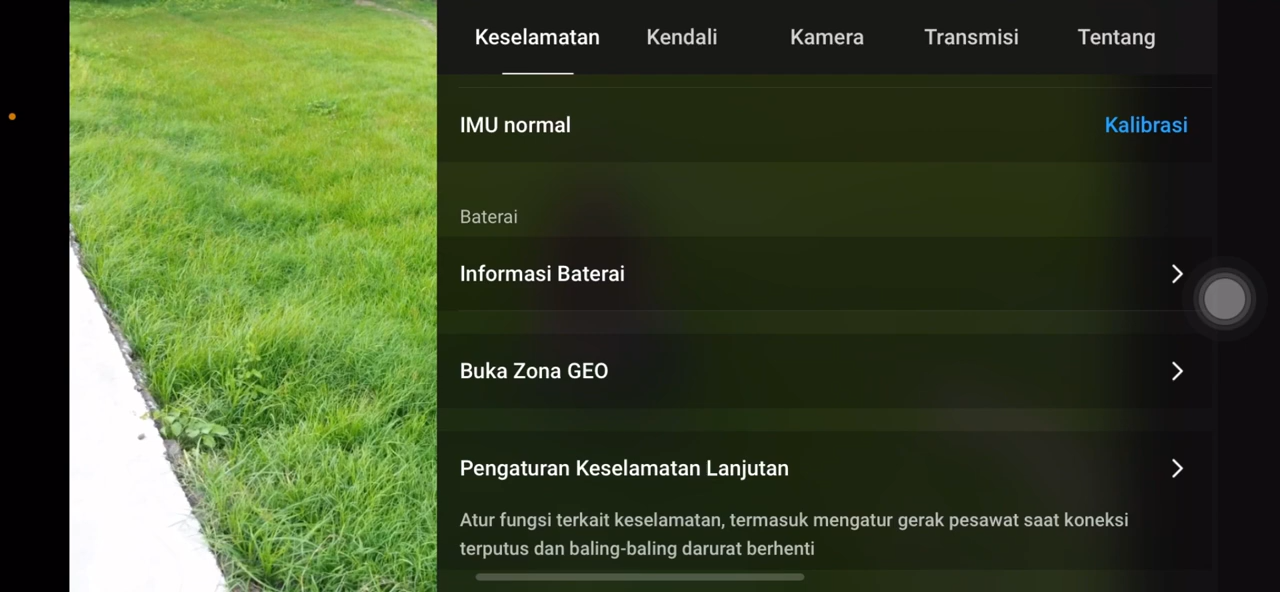 Keselamatan Kendali Kamera Transmisi Tentang
IMU normal Kalibrasi
Baterai
Informasi Baterai
Buka Zona GEO
Pengaturan Keselamatan Lanjutan
Atur fungsi terkait keselamatan, termasuk mengatur gerak pesawat saat koneksi
terputus dan baling-baling darurat berhenti